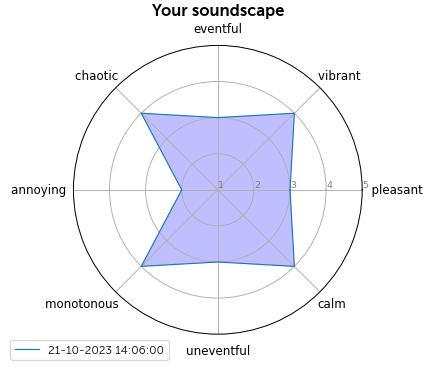 Your soundscape
eventful
chaotic
vibrant
annoying
1 2 3 4 5
pleasant
monotonous
calm
uneventful
21-10-2023 14:06:00